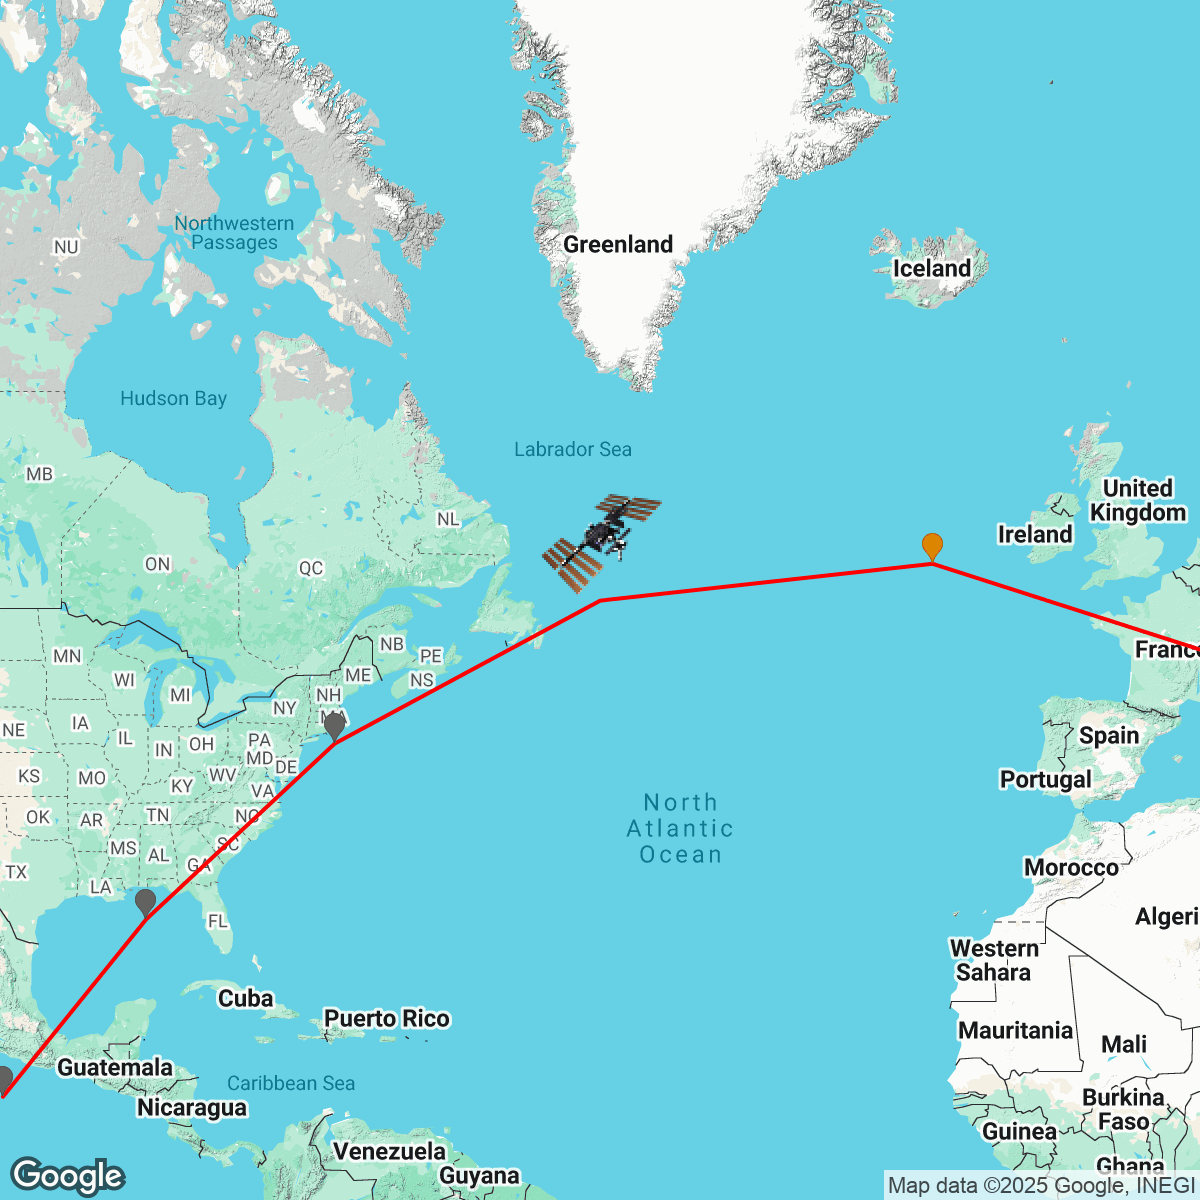 Greenland
Iceland
Northwestern
Passages
NU
Hudson Bay
Labrador Sea
MB
United
Kingdom
NL
Ireland
ON
QC
NB
PE
MN
ME
NS
France
WI
MI
NH
NY
MA
NE
IA
IL
IN
OH
PA
MD
DE
Spain
KS
MO
KY
WV
VA
Portugal
North
Atlantic
Ocean
OK
AR
TN
NC
MS
AL
SC
GA
TX
LA
Morocco
FL
Algeri
Western
Sahara
Cuba
Puerto Rico
Mauritania
Mali
Guatemala
Caribbean Sea
Nicaragua
Burkina
Faso
Guinea
Venezuela
Guyana
Ghana
Google
Map data ©2025 Google, INEGI